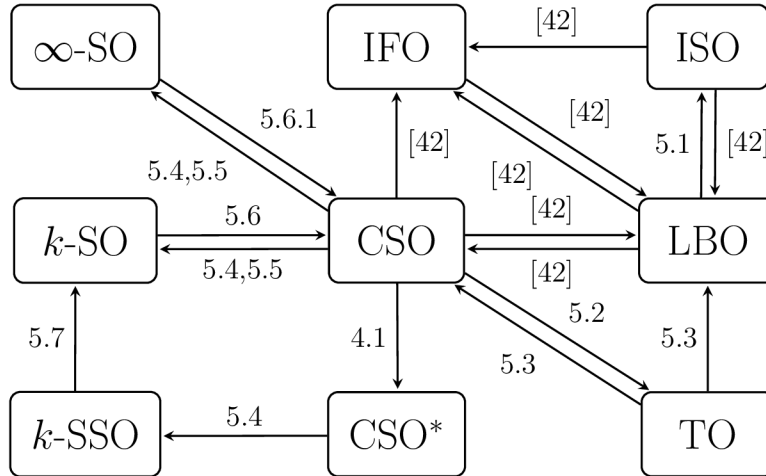 [42]
∞-SO
IFO
ISO
5.6.1
[42]
[42]
5.1
[42]
5.4,5.5
[42]
5.6
[42]
k-SO
CSO
LBO
5.4,5.5
[42]
5.2
5.7
4.1
5.3
5.3
5.4
k-SSO
CSO*
TO